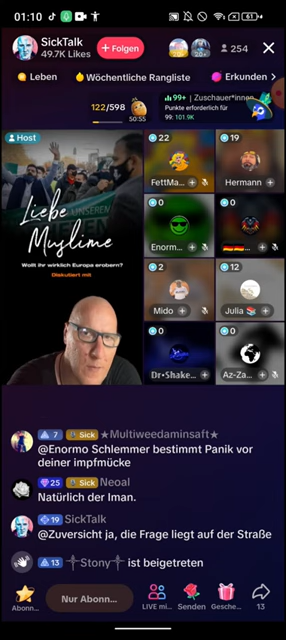 01:10
61
SickTalk
49.7K Likes
+ Folgen
20
254
Leben
Wöchentliche Rangliste
Erkunden >
122/598
50:55
99+ | Zuschauer*innen
Punkte erforderlich für
99: 101.9K
Host
Liebe
Muslime
Wollt ihr wirklich Europa erobern?
Diskutiert mit
22
FettMa...
19
Hermann
0
Enorm...
0
2
Mido
12
Julia 📚
0
Dr•Shake...
0
Az-Za...
7 Sick ★Multiweedaminsaft★
@Enormo Schlemmer bestimmt Panik vor
deiner impfmücke
25 Sick Neoal
Natürlich der Iman.
19 SickTalk
@Zuversicht ja, die Frage liegt auf der Straße
13 Stony ist beigetreten
Abonn...
Nur Abonn...
LIVE mi...
Senden
Gesche...
13